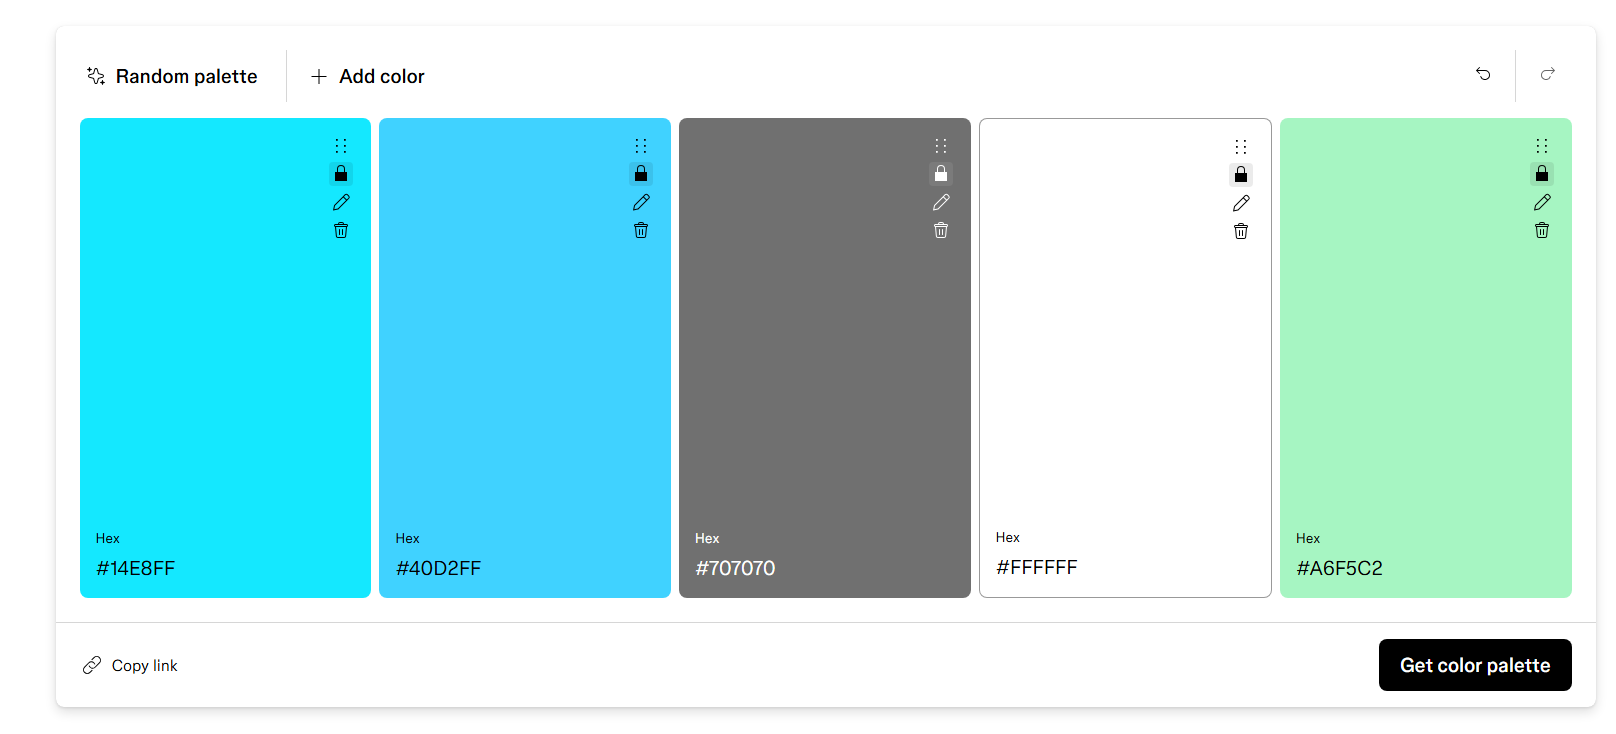 Random palette
Add color
Hex
#14E8FF
Hex
#40D2FF
Hex
#707070
Hex
#FFFFFF
Hex
#A6F5C2
Copy link
Get color palette